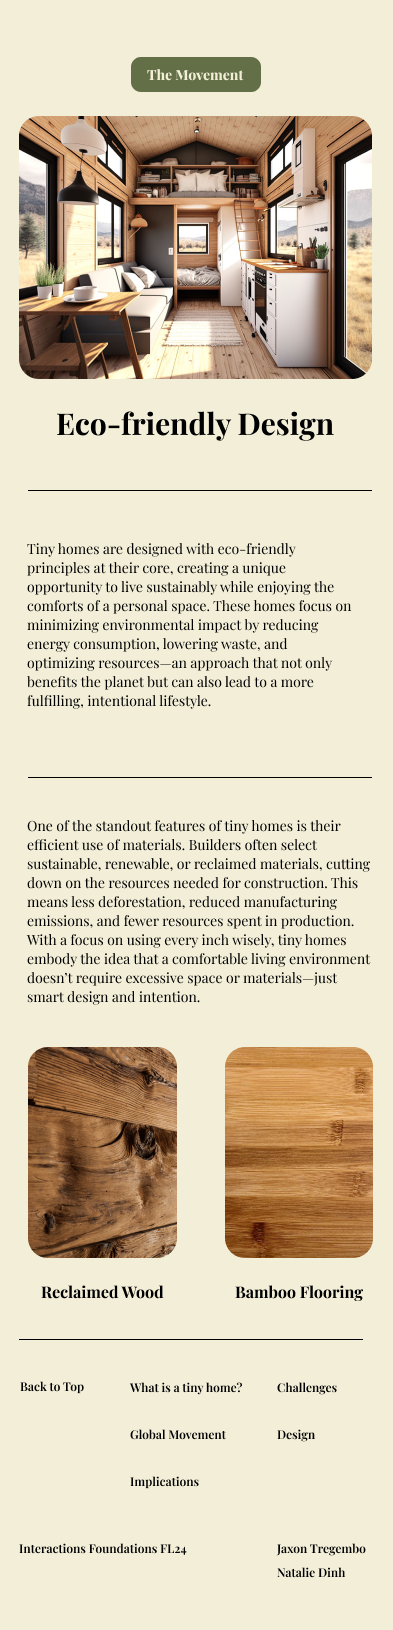 The Movement
Eco-friendly Design
Tiny homes are designed with eco-friendly
principles at their core, creating a unique
opportunity to live sustainably while enjoying the
comforts of a personal space. These homes focus on
minimizing environmental impact by reducing
energy consumption, lowering waste, and
optimizing resources—an approach that not only
benefits the planet but can also lead to a more
fulfilling, intentional lifestyle.
One of the standout features of tiny homes is their
efficient use of materials. Builders often select
sustainable, renewable, or reclaimed materials, cutting
down on the resources needed for construction. This
means less deforestation, reduced manufacturing
emissions, and fewer resources spent in production.
With a focus on using every inch wisely, tiny homes
embody the idea that a comfortable living environment
doesn’t require excessive space or materials—just
smart design and intention.
Reclaimed Wood
Bamboo Flooring
Back to Top
What is a tiny home?
Challenges
Global Movement
Design
Implications
Interactions Foundations FL24
Jaxon Tregembo
Natalie Dinh